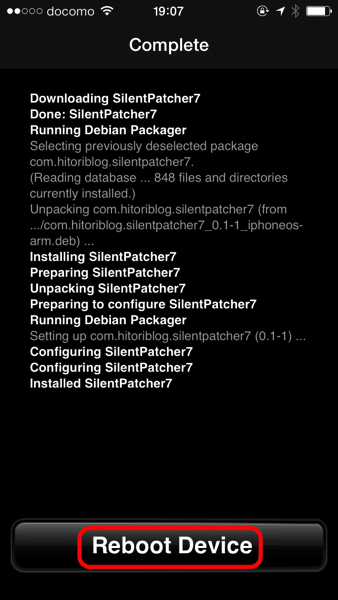 docomo 19:07
Complete
Downloading SilentPatcher7
Done: SilentPatcher7
Running Debian Packager
Selecting previously deselected package
com.hitoriblog.silentpatcher7.
(Reading database ... 848 files and directories
currently installed.)
Unpacking com.hitoriblog.silentpatcher7 (from
.../com.hitoriblog.silentpatcher7_0.1-1_iphoneos-
arm.deb) ...
Installing SilentPatcher7
Preparing SilentPatcher7
Unpacking SilentPatcher7
Preparing to configure SilentPatcher7
Running Debian Packager
Setting up com.hitoriblog.silentpatcher7 (0.1-1) ...
Configuring SilentPatcher7
Configuring SilentPatcher7
Installed SilentPatcher7
Reboot Device